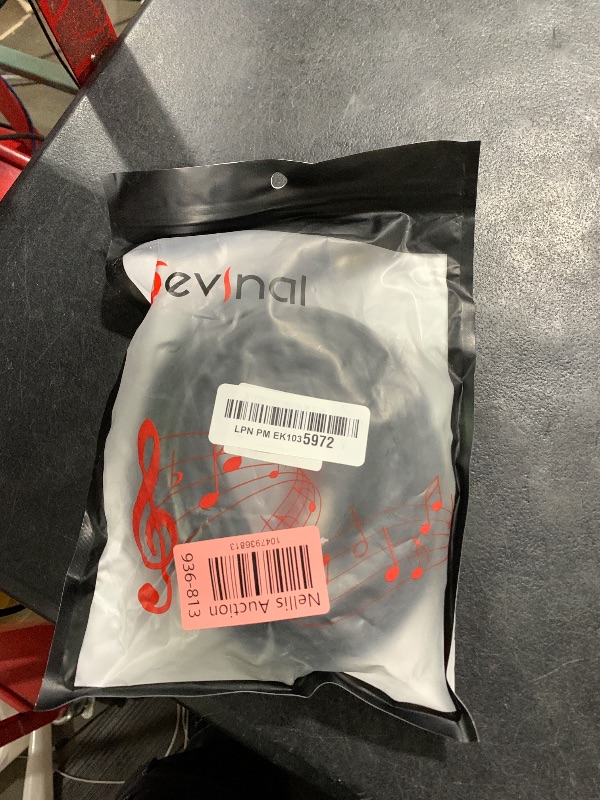 Sevinal
LPN PM EK1035972
1047936813
Nellis Auction
936-813